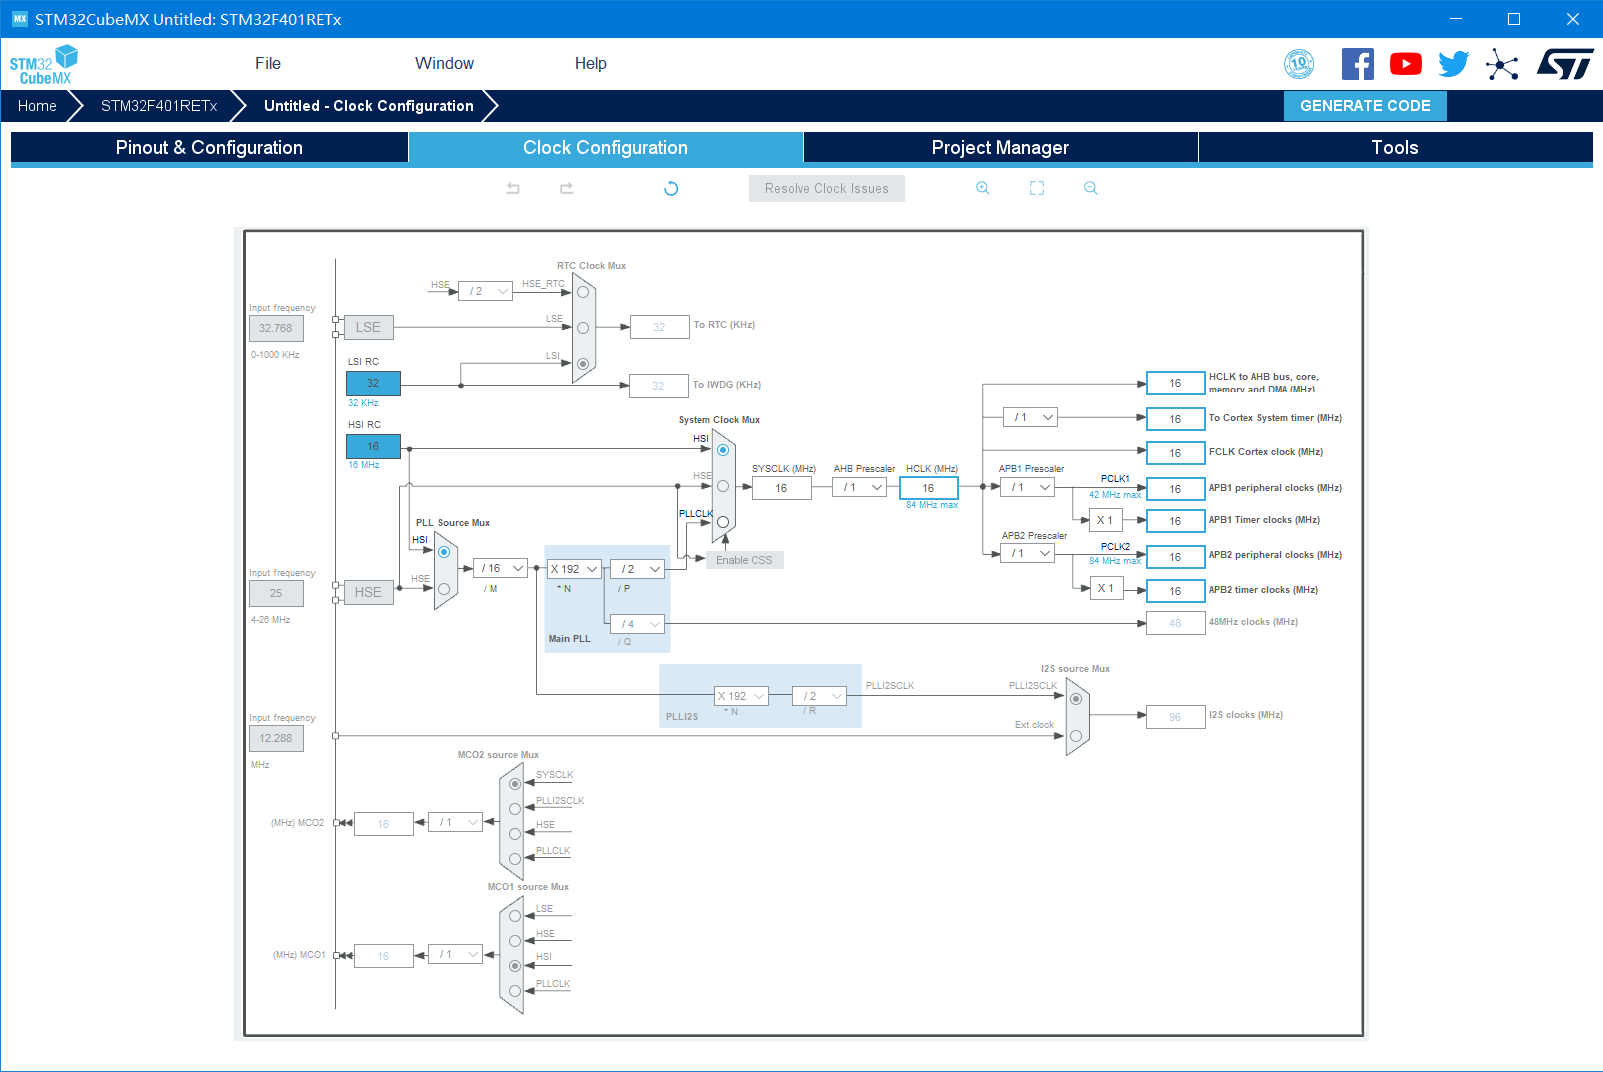 MX STM32CubeMX Untitled: STM32F401RETx
STM32
CubeMX
File
Window
Help
10
ST
Home
STM32F401RETx
Untitled - Clock Configuration
GENERATE CODE
Pinout & Configuration
Clock Configuration
Project Manager
Tools
Resolve Clock Issues
RTC Clock Mux
HSE
/ 2
HSE_RTC
Input frequency
32.768
0-1000 KHz
LSE
LSE
32
To RTC (KHz)
LSI RC
LSI
32
32 KHz
32
To IWDG (KHz)
HSI RC
16
16 MHz
System Clock Mux
HSI
HSE
PLLCLK
SYSCLK (MHz)
16
AHB Prescaler
/ 1
HCLK (MHz)
16
84 MHz max
16
HCLK to AHB bus, core,
memory and DMA (MHz)
/ 1
16
To Cortex System timer (MHz)
16
FCLK Cortex clock (MHz)
APB1 Prescaler
/ 1
PCLK1
42 MHz max
16
APB1 peripheral clocks (MHz)
X 1
16
APB1 Timer clocks (MHz)
APB2 Prescaler
/ 1
PCLK2
84 MHz max
16
APB2 peripheral clocks (MHz)
X 1
16
APB2 timer clocks (MHz)
48
48MHz clocks (MHz)
Enable CSS
PLL Source Mux
HSI
HSE
Input frequency
25
4-26 MHz
HSE
/ 16
/ M
X 192
* N
/ 2
/ P
/ 4
/ Q
Main PLL
X 192
* N
/ 2
/ R
PLLI2S
PLLI2SCLK
I2S source Mux
PLLI2SCLK
Ext.clock
96
I2S clocks (MHz)
Input frequency
12.288
MHz
MCO2 source Mux
SYSCLK
PLLI2SCLK
HSE
PLLCLK
(MHz) MCO2
16
/ 1
MCO1 source Mux
LSE
HSE
HSI
PLLCLK
(MHz) MCO1
16
/ 1